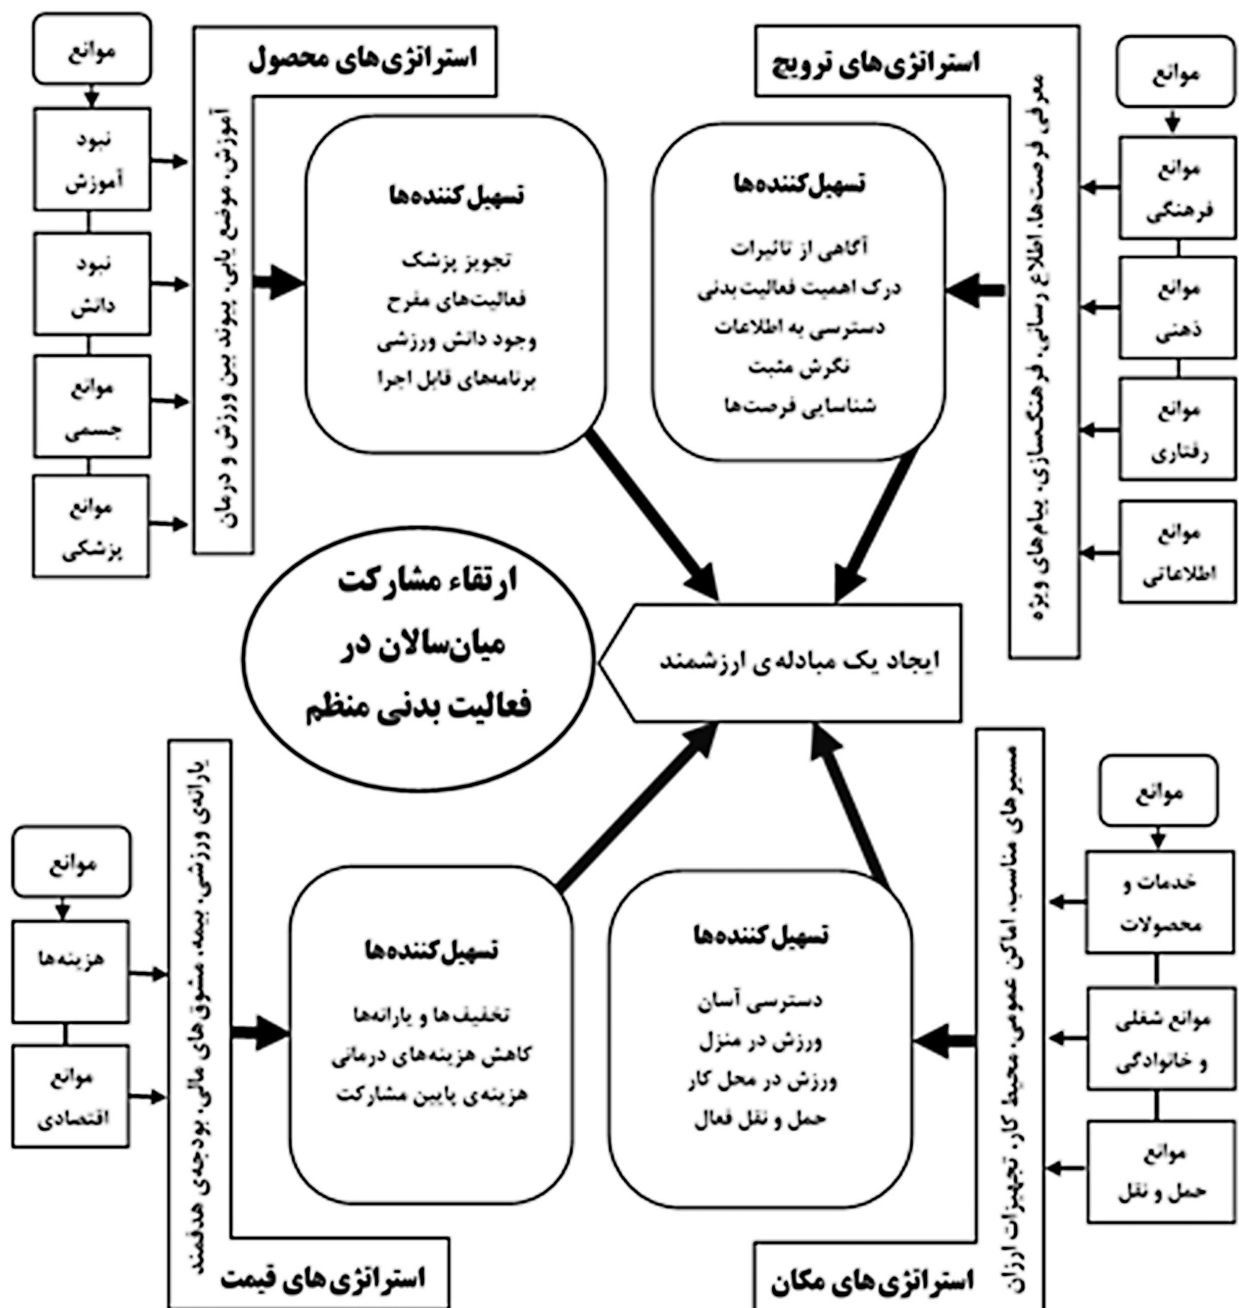 استراتژی‌های ترویج
معرفی فرصت‌ها، اطلاع رسانی، فرهنگ‌سازی، پیام‌های ویژه
موانع
موانع
فرهنگی
موانع
ذهنی
موانع
رفتاری
موانع
اطلاعاتی
تسهیل‌کننده‌ها
آگاهی از تاثیرات
درک اهمیت فعالیت‌بدنی
دسترسی به اطلاعات
نگرش مثبت
شناسایی فرصت‌ها
استراتژی‌های محصول
آموزش، موضع یابی، پیوند بین ورزش و درمان
موانع
نبود
آموزش
نبود
دانش
موانع
جسمی
موانع
پزشکی
تسهیل‌کننده‌ها
تجویز پزشک
فعالیت‌های مفرح
وجود دانش ورزشی
برنامه‌های قابل اجرا
ایجاد یک مبادله‌ی ارزشمند
ارتقاء مشارکت
میان‌سالان در
فعالیت بدنی منظم
موانع
خدمات و
محصولات
موانع شغلی
و خانوادگی
موانع
حمل و نقل
مسیرهای مناسب، اماکن عمومی، محیط کار، تجهیزات ارزان
استراتژی‌های مکان
تسهیل‌کننده‌ها
دسترسی آسان
ورزش در منزل
ورزش در محل کار
حمل و نقل فعال
تسهیل‌کننده‌ها
تخفیف‌ها و یارانه‌ها
کاهش هزینه‌های درمانی
هزینه‌ی پایین مشارکت
یارانه‌ی ورزشی، بیمه، مشوق‌های مالی، بودجه‌ی هدفمند
استراتژی‌های قیمت
موانع
هزینه‌ها
موانع
اقتصادی